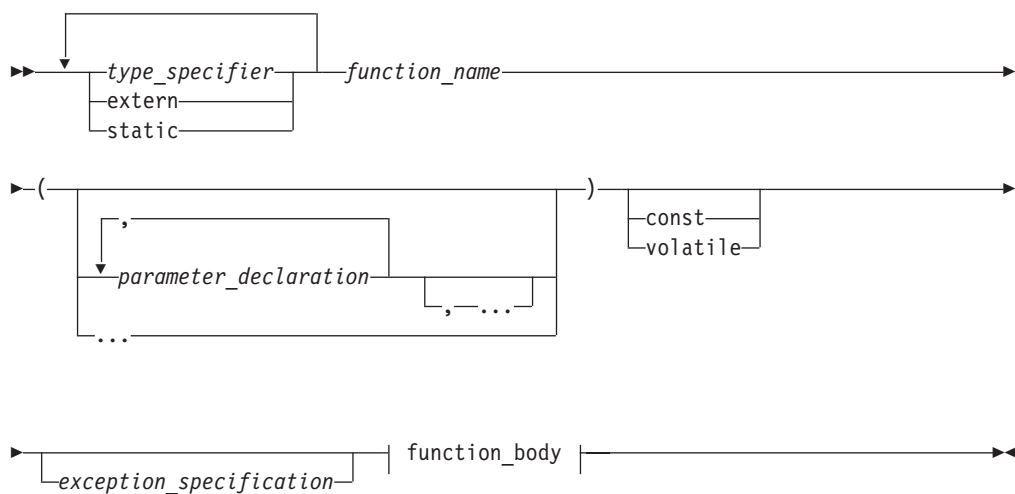 type_specifier function_name
extern
static
( )
, const
volatile
parameter_declaration
, ...
...
function_body
exception_specification